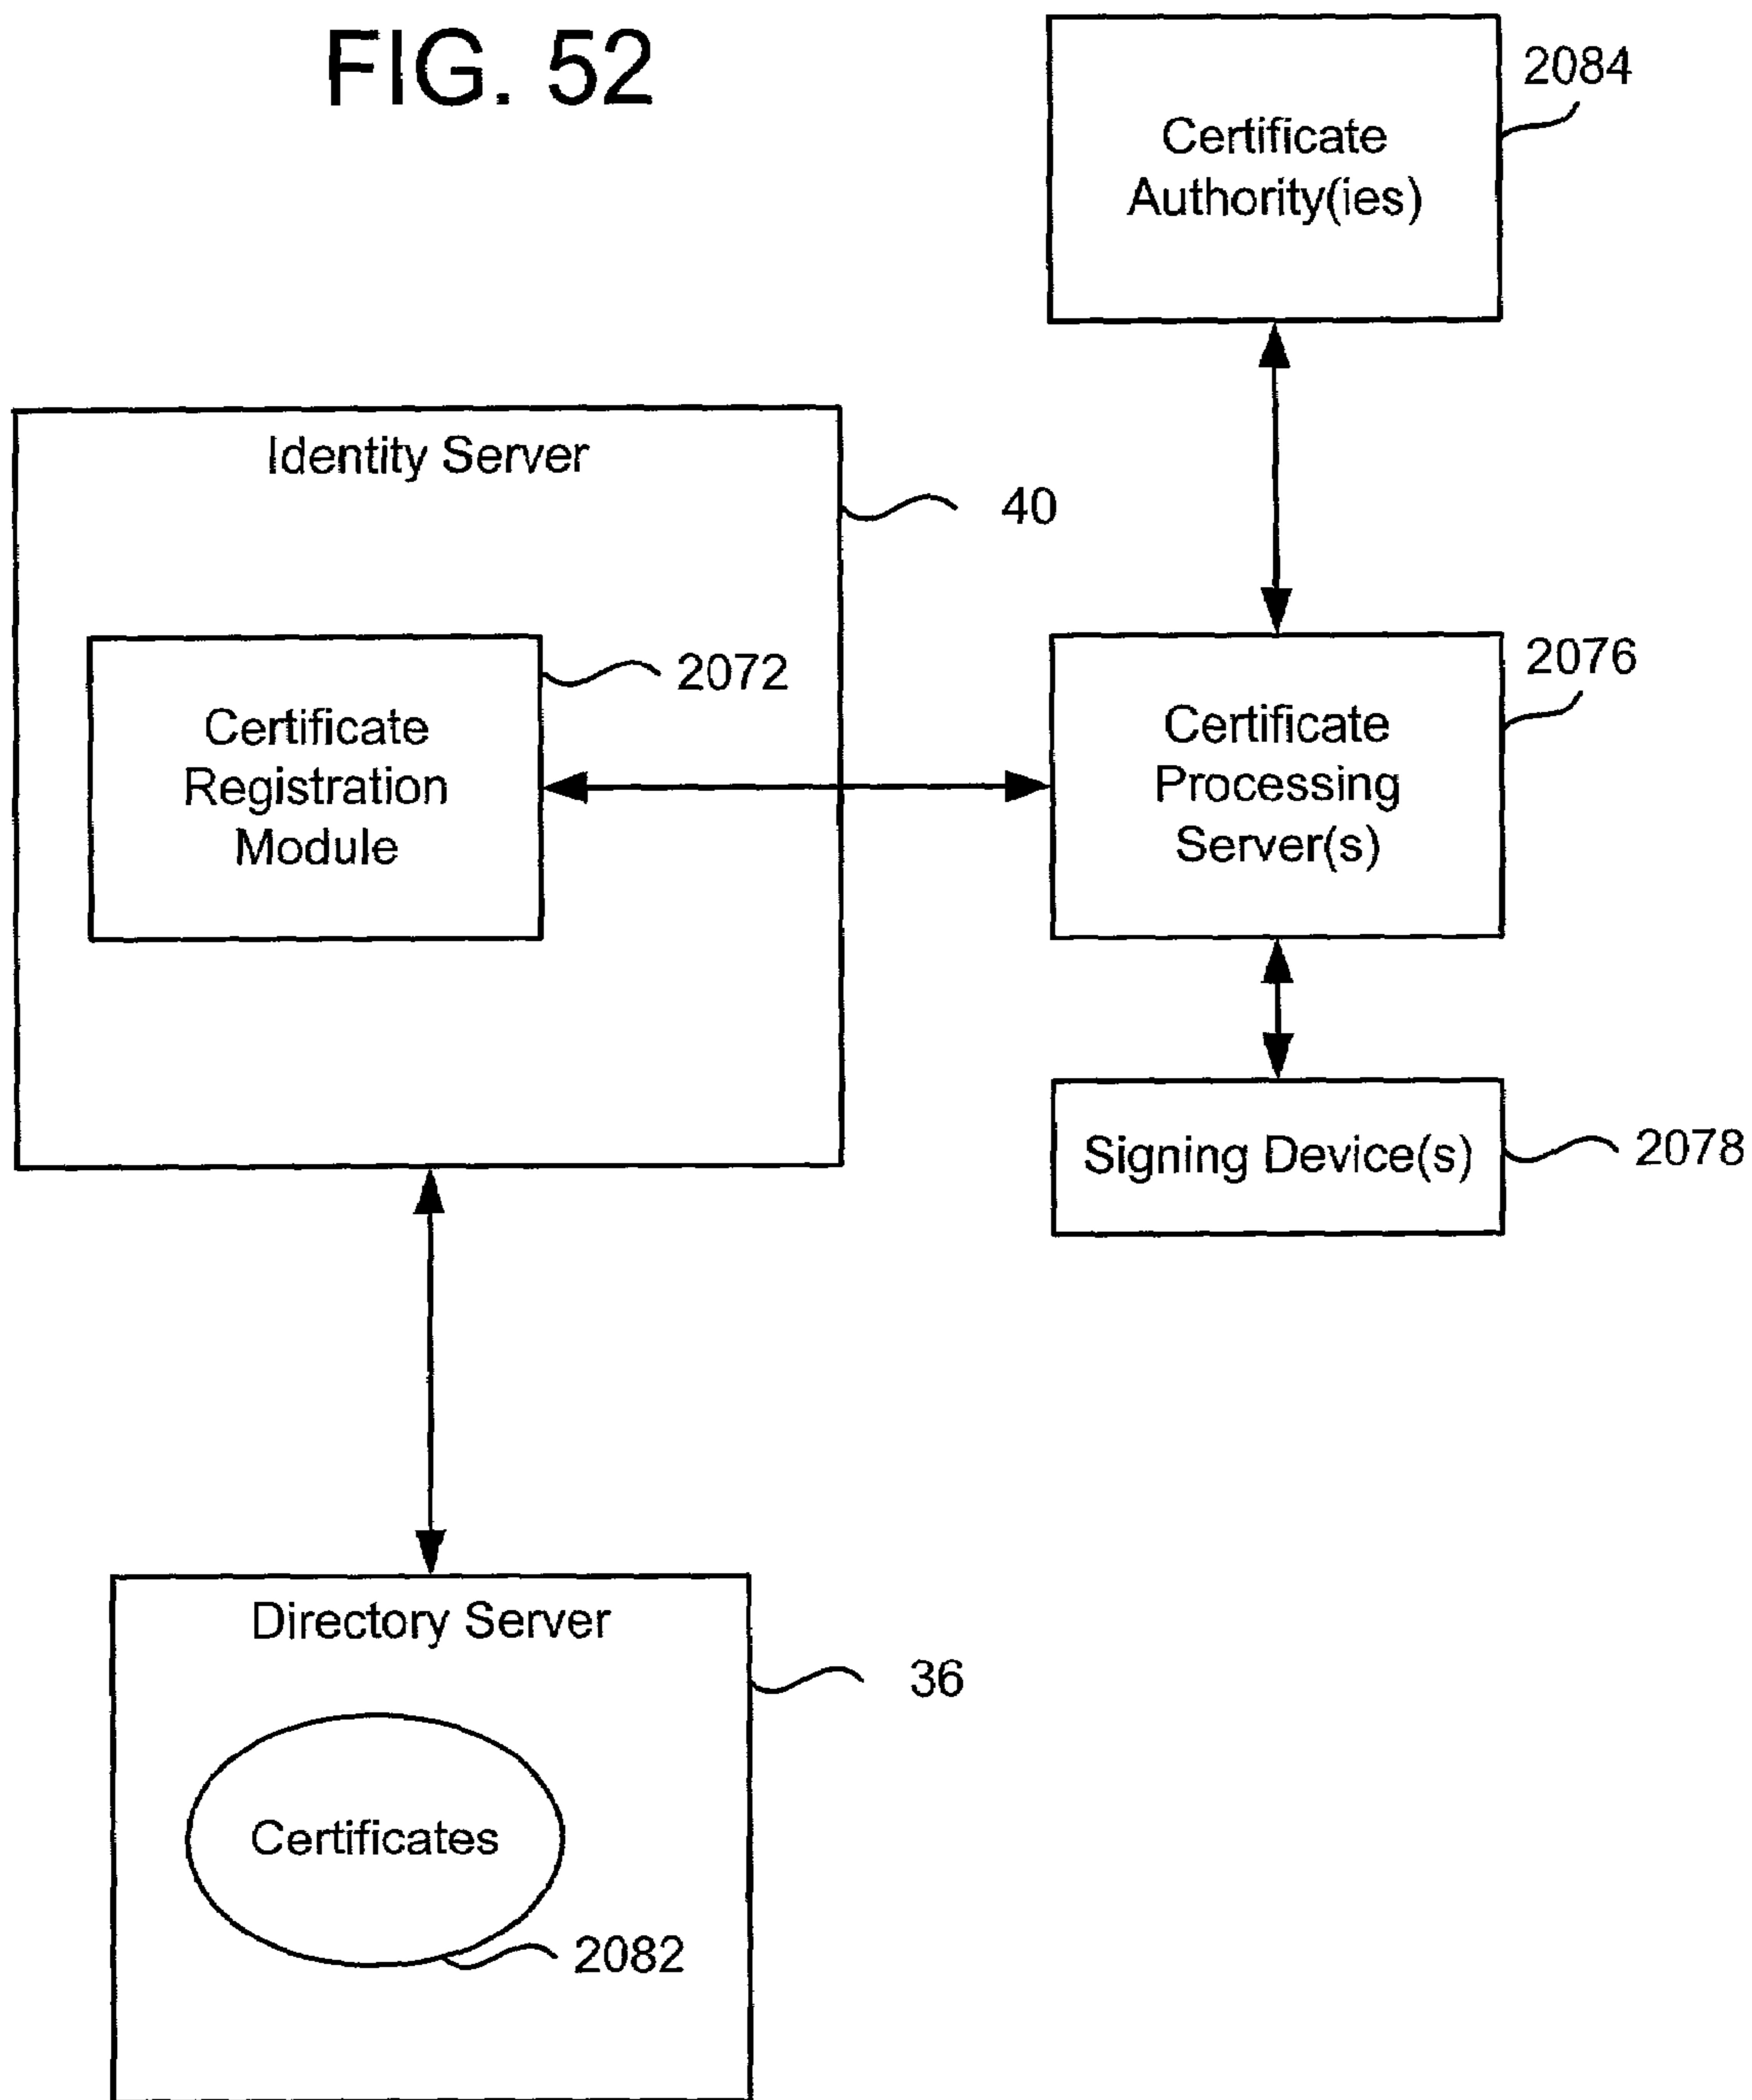 FIG. 52
Certificate
Authority(ies)
2084
Identity Server
40
Certificate
Registration
Module
2072
Certificate
Processing
Server(s)
2076
Signing Device(s)
2078
Directory Server
36
Certificates
2082